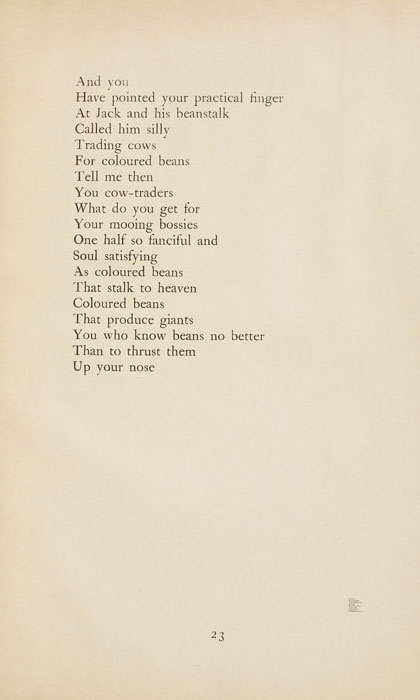 And you
Have pointed your practical finger
At Jack and his beanstalk
Called him silly
Trading cows
For coloured beans
Tell me then
You cow-traders
What do you get for
Your mooing bossies
One half so fanciful and
Soul satisfying
As coloured beans
That stalk to heaven
Coloured beans
That produce giants
You who know beans no better
Than to thrust them
Up your nose
23